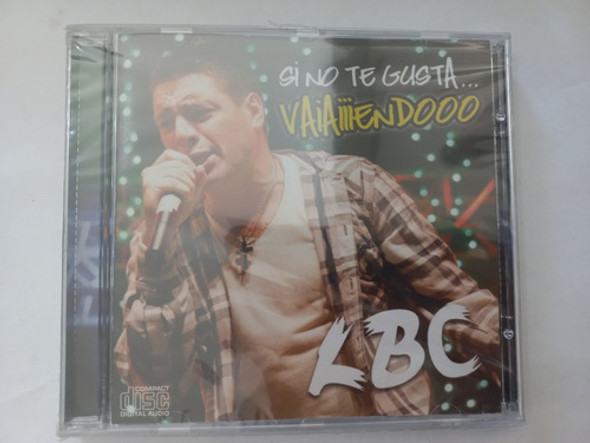 SI NO TE GUSTA...
VAIAIIIENDOOO
LBC
COMPACT
disc
DIGITAL AUDIO